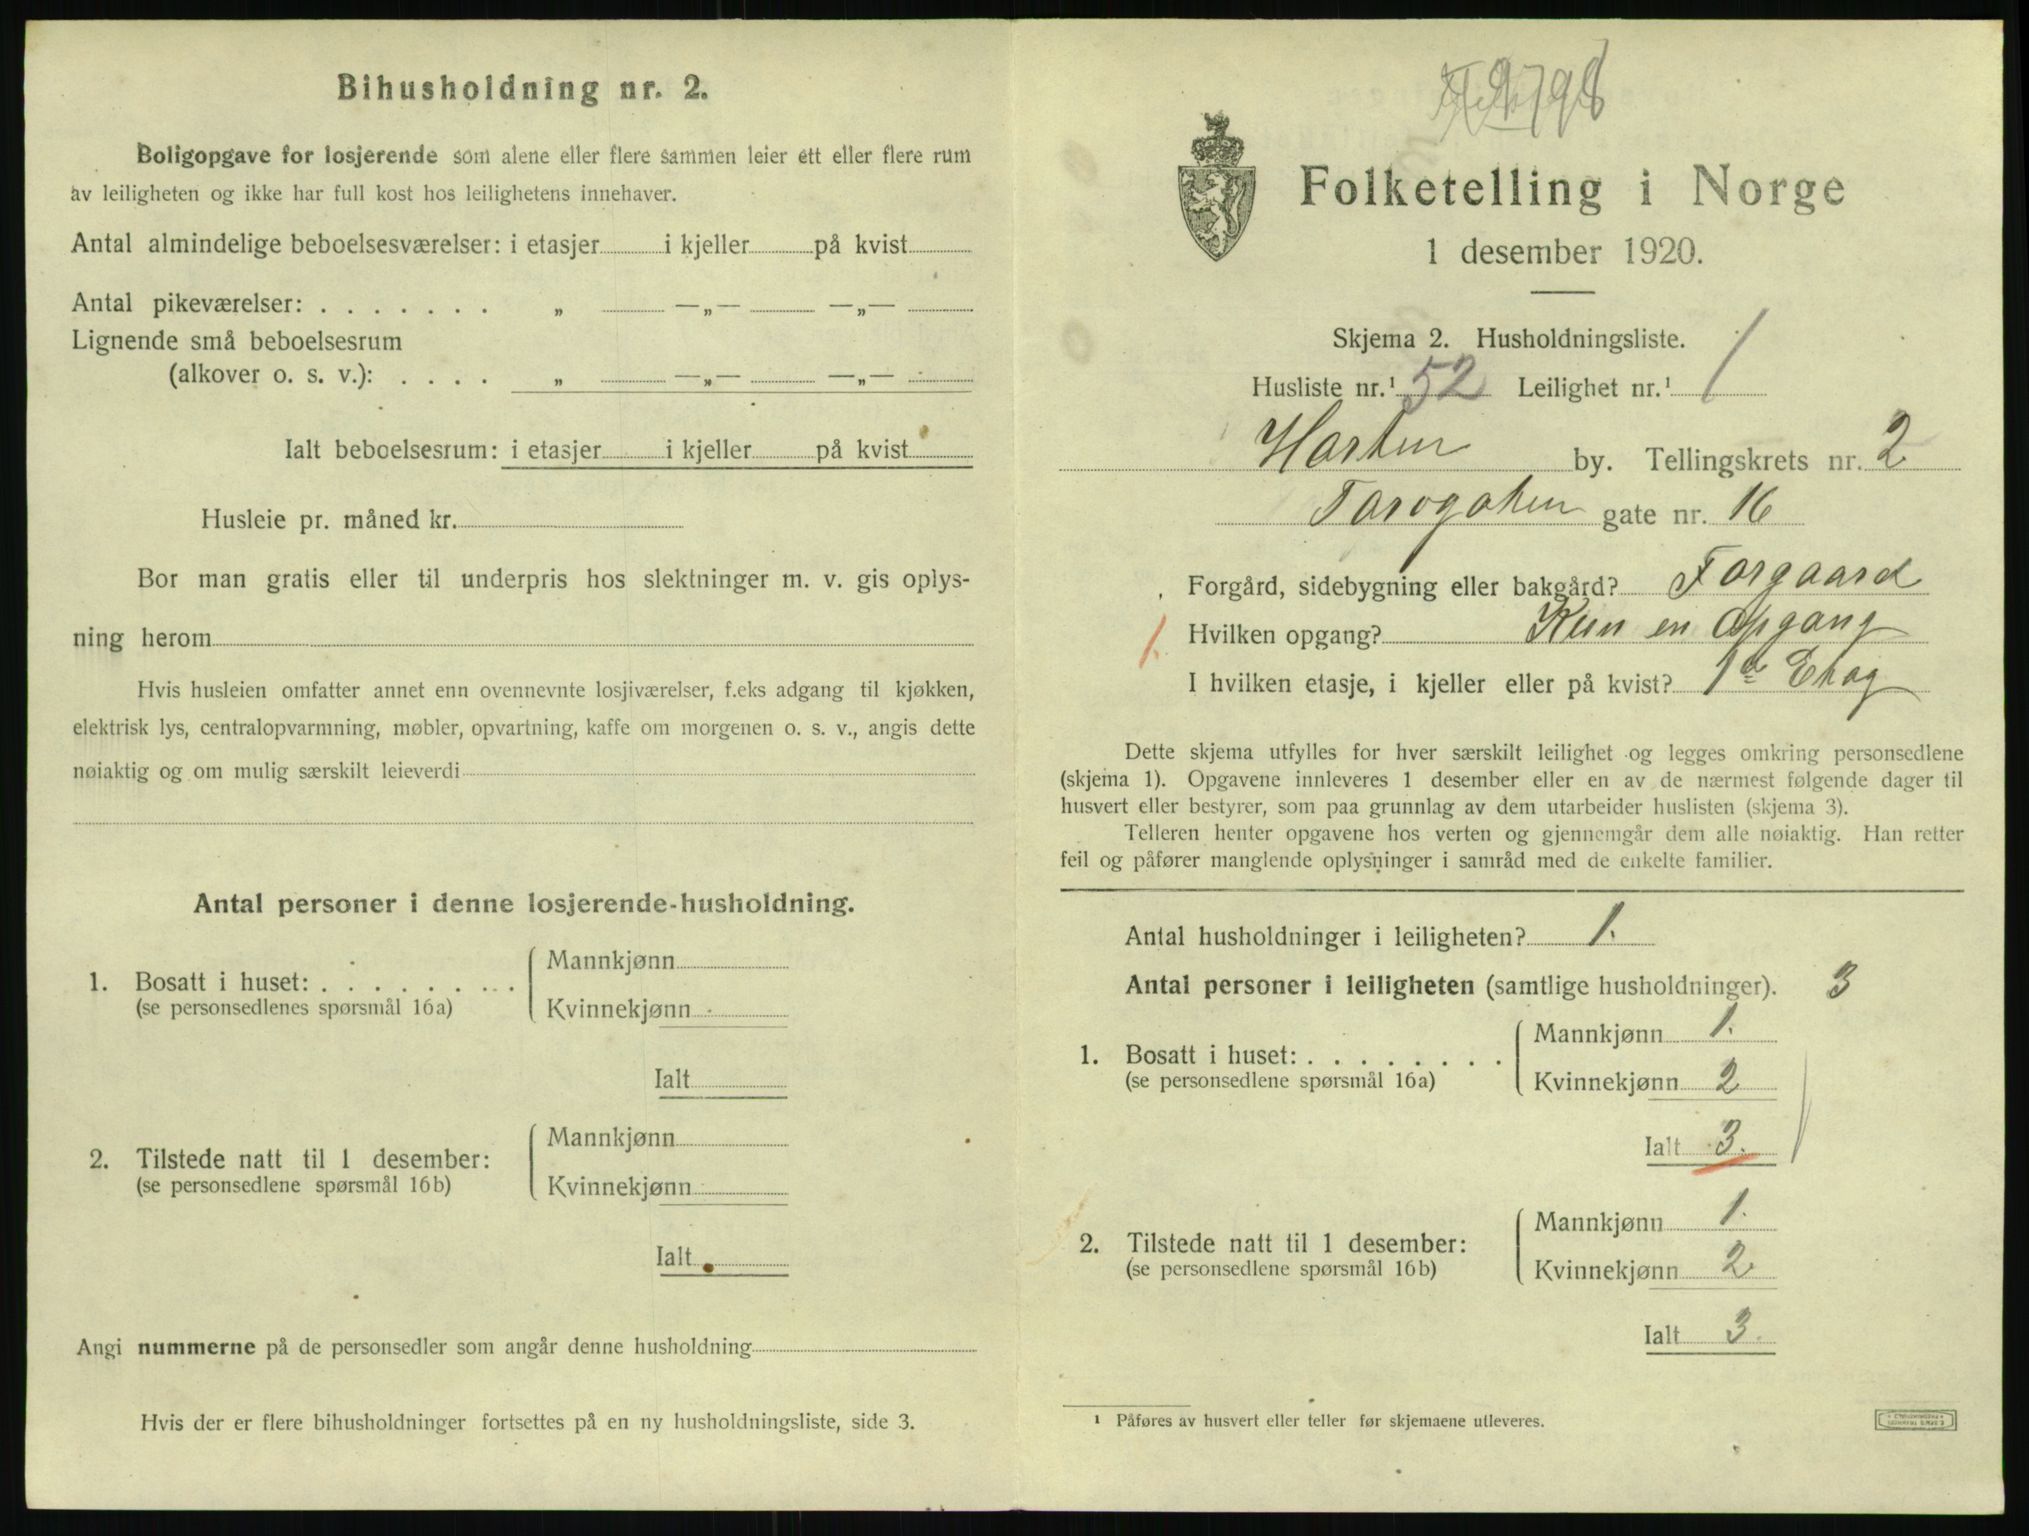 Bihusholdning nr. 2.
Boligopgave for losjerende som alene eller flere sammen leier ett eller flere rum
av leiligheten og ikke har full kost hos leilighetens innehaver.
Antal almindelige beboelsesværelser: i etasjer i kjeller på kvist
Antal pikeværelser: . . . . . . . „ —„— —„—
Lignende små beboelsesrum
(alkover o. s. v.): . . . . „ —„— —„—
Ialt beboelsesrum: i etasjer i kjeller på kvist
Husleie pr. måned kr.
Bor man gratis eller til underpris hos slektninger m. v. gis oplys-
ning herom
Hvis husleien omfatter annet enn ovennevnte losjiværelser, f.eks adgang til kjøkken,
elektrisk lys, centralopvarmning, møbler, opvartning, kaffe om morgenen o. s. v., angis dette
nøiaktig og om mulig særskilt leieverdi
Antal personer i denne losjerende-husholdning.
1. Bosatt i huset: . . . . . . . . Mannkjønn
(se personsedlenes spørsmål 16a) Kvinnekjønn
Ialt
2. Tilstede natt til 1 desember: Mannkjønn
(se personsedlene spørsmål 16b) Kvinnekjønn
Ialt
Angi nummerne på de personsedler som angår denne husholdning
Hvis der er flere bihusholdninger fortsettes på en ny husholdningsliste, side 3.
Folketelling i Norge
1 desember 1920.
Skjema 2. Husholdningsliste.
Husliste nr.¹ 52 Leilighet nr.¹ 1
Horten by. Tellingskrets nr. 2
Torvgaten gate nr. 16
Forgård, sidebygning eller bakgård? Forgaard
1. Hvilken opgang? Kun en Opgang
I hvilken etasje, i kjeller eller på kvist? 1ste Etag
Dette skjema utfylles for hver særskilt leilighet og legges omkring personsedlene
(skjema 1). Opgavene innleveres 1 desember eller en av de nærmest følgende dager til
husvert eller bestyrer, som paa grunnlag av dem utarbeider huslisten (skjema 3).
Telleren henter opgavene hos verten og gjennemgår dem alle nøiaktig. Han retter
feil og påfører manglende oplysninger i samråd med de enkelte familier.
Antal husholdninger i leiligheten? 1.
Antal personer i leiligheten (samtlige husholdninger). 3
1. Bosatt i huset: . . . . . . . . Mannkjønn 1.
(se personsedlene spørsmål 16a) Kvinnekjønn 2
Ialt 3.
2. Tilstede natt til 1 desember: Mannkjønn 1.
(se personsedlene spørsmål 16b) Kvinnekjønn 2
Ialt 3.
¹ Påføres av husvert eller teller før skjemaene utleveres.